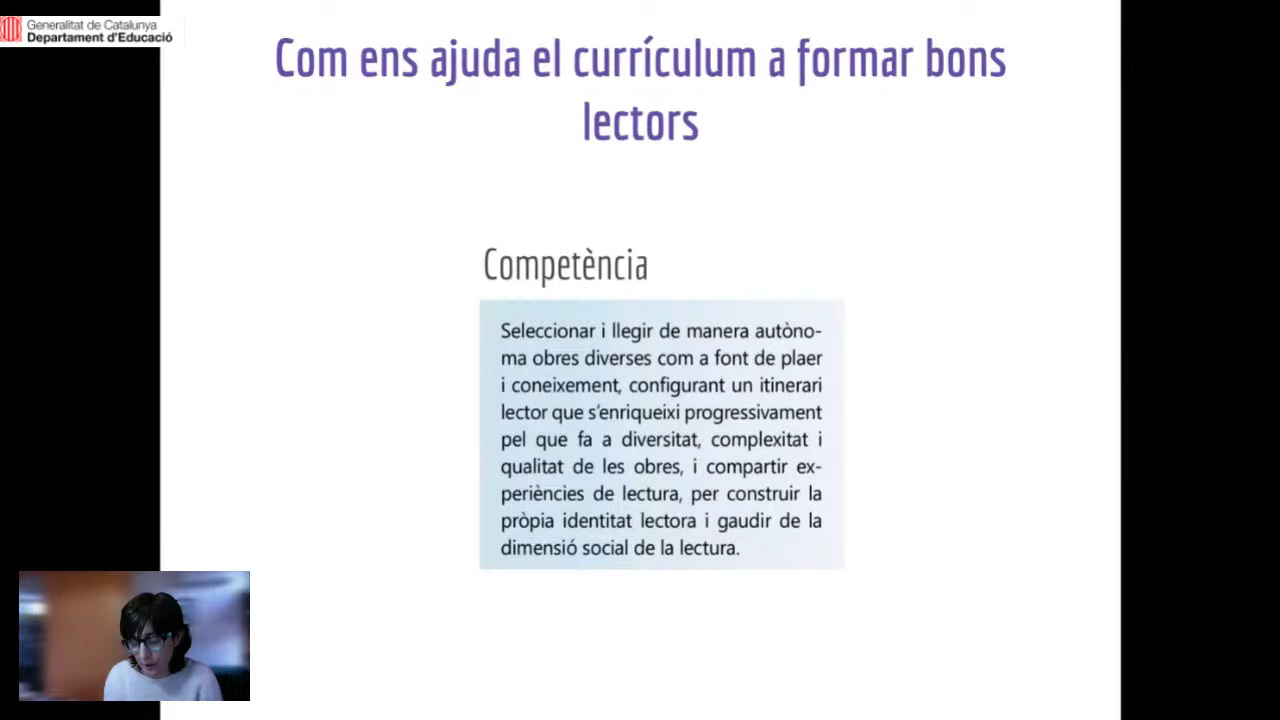 Generalitat de Catalunya
Departament d'Educació
Com ens ajuda el currículum a formar bons
lectors
Competència
Seleccionar i llegir de manera autòno-
ma obres diverses com a font de plaer
i coneixement, configurant un itinerari
lector que s'enriqueixi progressivament
pel que fa a diversitat, complexitat i
qualitat de les obres, i compartir ex-
periències de lectura, per construir la
pròpia identitat lectora i gaudir de la
dimensió social de la lectura.